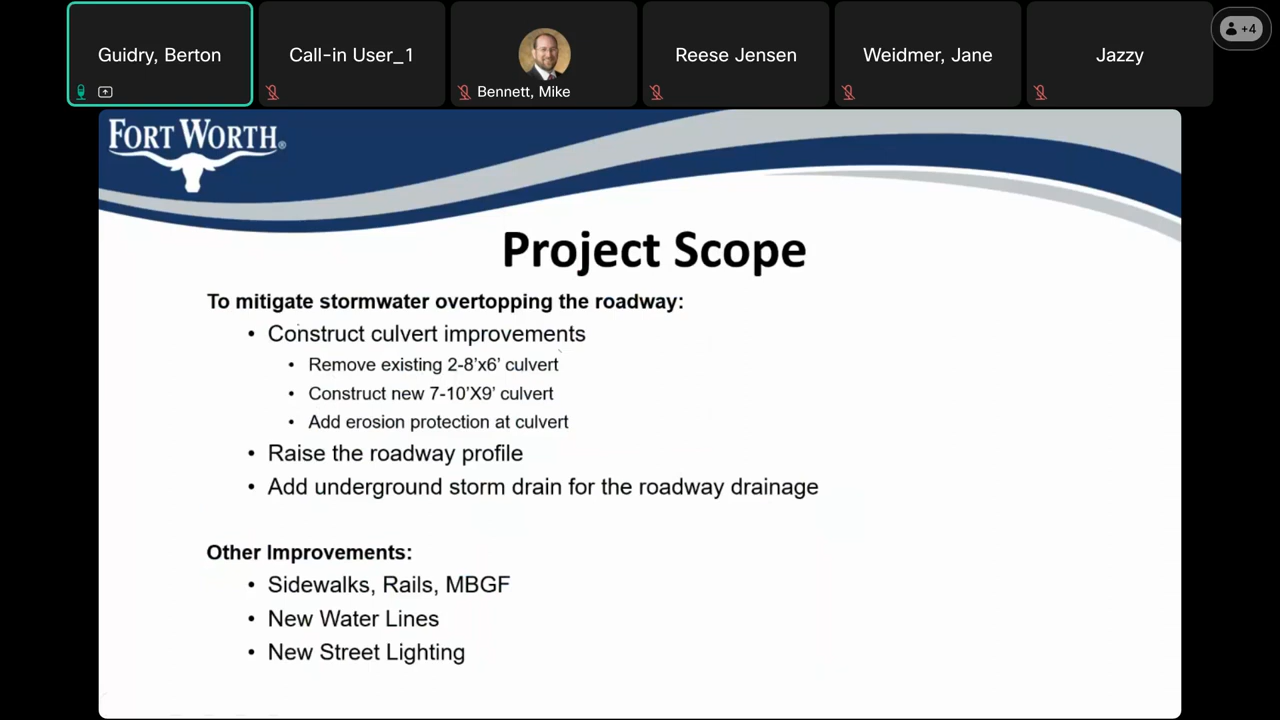 Guidry, Berton
Call-in User_1
Bennett, Mike
Reese Jensen
Weidmer, Jane
Jazzy
+4
FORT WORTH®
Project Scope
To mitigate stormwater overtopping the roadway:
• Construct culvert improvements
• Remove existing 2-8'x6' culvert
• Construct new 7-10'X9' culvert
• Add erosion protection at culvert
• Raise the roadway profile
• Add underground storm drain for the roadway drainage
Other Improvements:
• Sidewalks, Rails, MBGF
• New Water Lines
• New Street Lighting